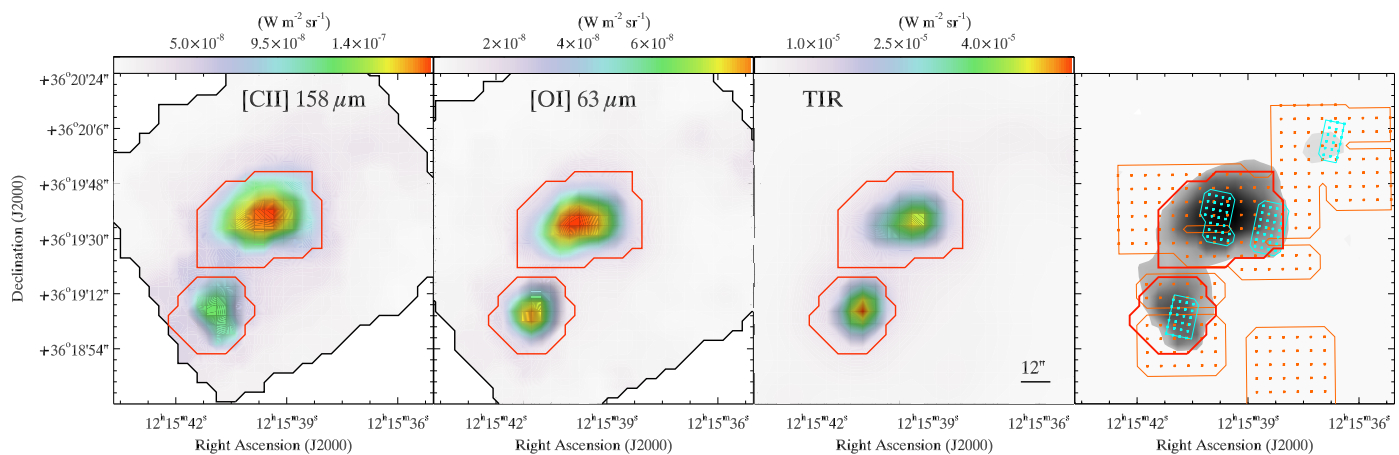 (W m⁻² sr⁻¹) (W m⁻² sr⁻¹) (W m⁻² sr⁻¹)
5.0×10⁻⁸ 9.5×10⁻⁸ 1.4×10⁻⁷ 2×10⁻⁸ 4×10⁻⁸ 6×10⁻⁸ 1.0×10⁻⁵ 2.5×10⁻⁵ 4.0×10⁻⁵
+36°20'24"
[CII] 158 μm [OI] 63 μm TIR
+36°20'6"
+36°19'48"
Declination (J2000)
+36°19'30"
+36°19'12"
+36°18'54"
12"
12ʰ15ᵐ42ˢ 12ʰ15ᵐ39ˢ 12ʰ15ᵐ36ˢ 12ʰ15ᵐ42ˢ 12ʰ15ᵐ39ˢ 12ʰ15ᵐ36ˢ 12ʰ15ᵐ42ˢ 12ʰ15ᵐ39ˢ 12ʰ15ᵐ36ˢ 12ʰ15ᵐ42ˢ 12ʰ15ᵐ39ˢ 12ʰ15ᵐ36ˢ
Right Ascension (J2000) Right Ascension (J2000) Right Ascension (J2000) Right Ascension (J2000)